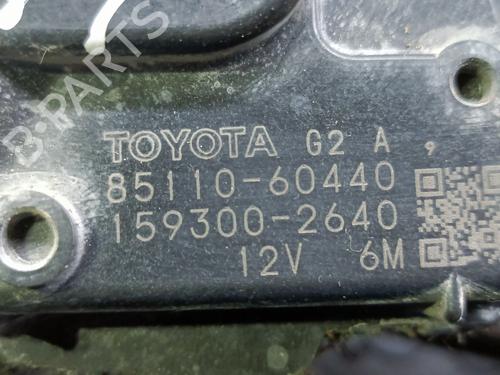 B-PARTS
TOYOTA G2 A ,
85110-60440
159300-2640
12V 6M